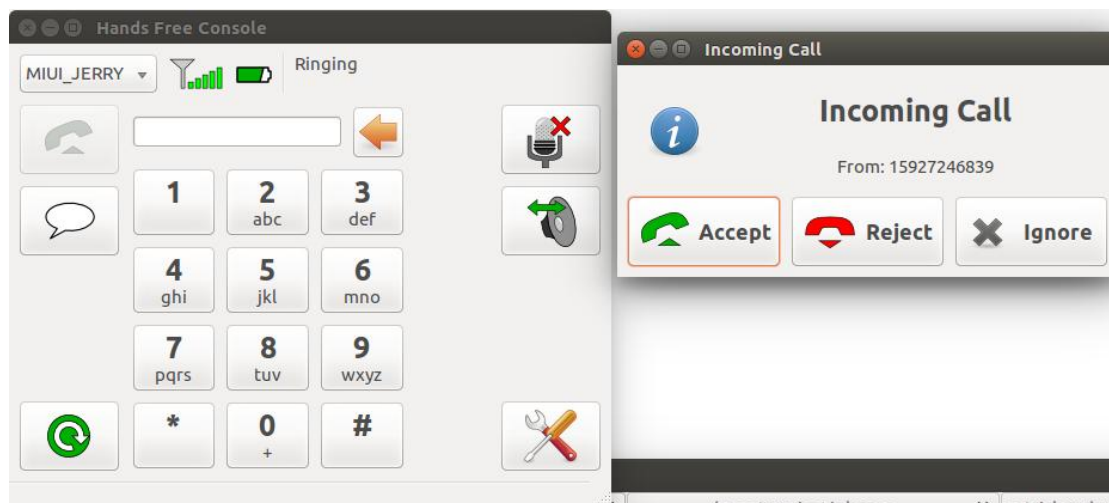 Hands Free Console
MIUI_JERRY
Ringing
1
2
abc
3
def
4
ghi
5
jkl
6
mno
7
pqrs
8
tuv
9
wxyz
*
0
+
#
Incoming Call
Incoming Call
From: 15927246839
Accept
Reject
Ignore